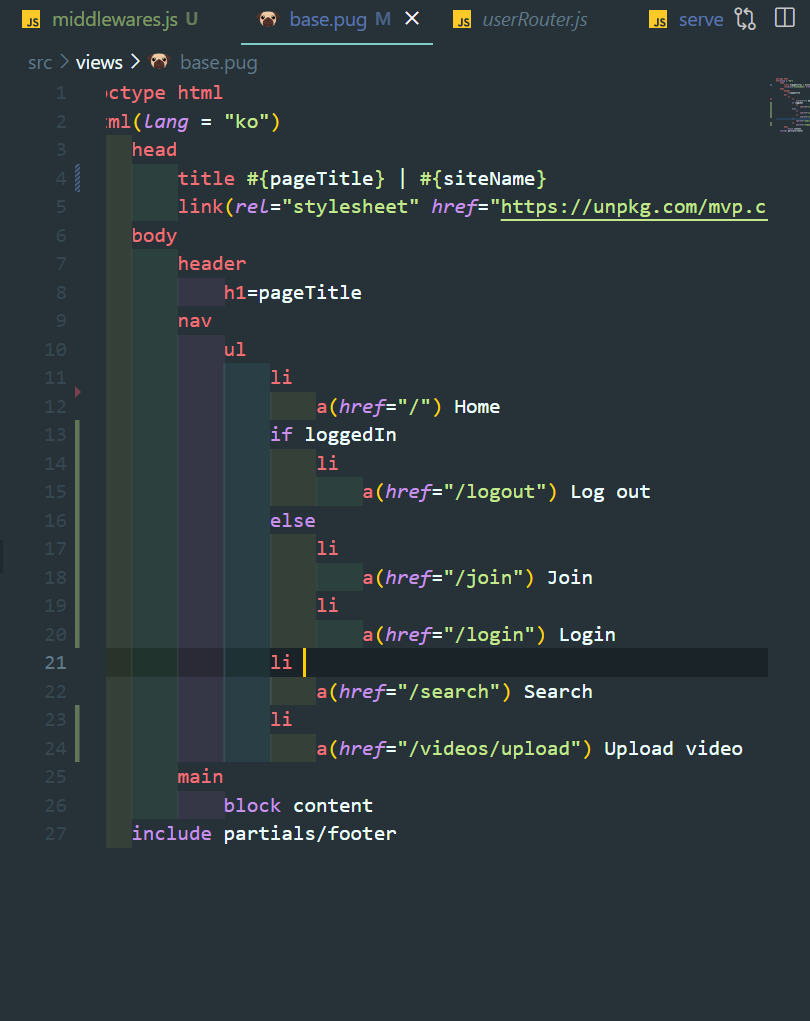 JS middlewares.js U base.pug M JS userRouter.js JS serve
src > views > base.pug
1 octype html
2 ml(lang = "ko")
3 head
4 title #{pageTitle} | #{siteName}
5 link(rel="stylesheet" href="https://unpkg.com/mvp.c
6 body
7 header
8 h1=pageTitle
9 nav
10 ul
11 li
12 a(href="/") Home
13 if loggedIn
14 li
15 a(href="/logout") Log out
16 else
17 li
18 a(href="/join") Join
19 li
20 a(href="/login") Login
21 li
22 a(href="/search") Search
23 li
24 a(href="/videos/upload") Upload video
25 main
26 block content
27 include partials/footer